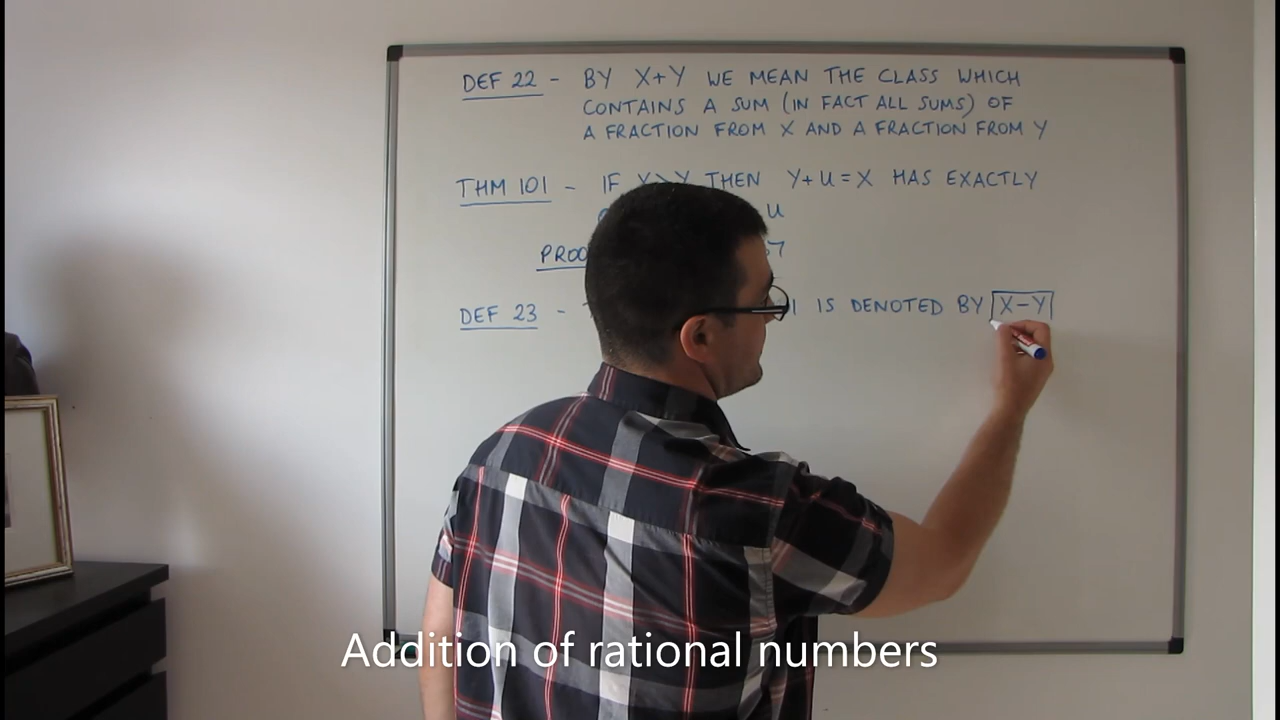 DEF 22 - BY X+Y WE MEAN THE CLASS WHICH
CONTAINS A SUM (IN FACT ALL SUMS) OF
A FRACTION FROM X AND A FRACTION FROM Y
THM 101 - IF X>Y THEN Y+U=X HAS EXACTLY
U
DEF 23 - IS DENOTED BY X-Y
Addition of rational numbers